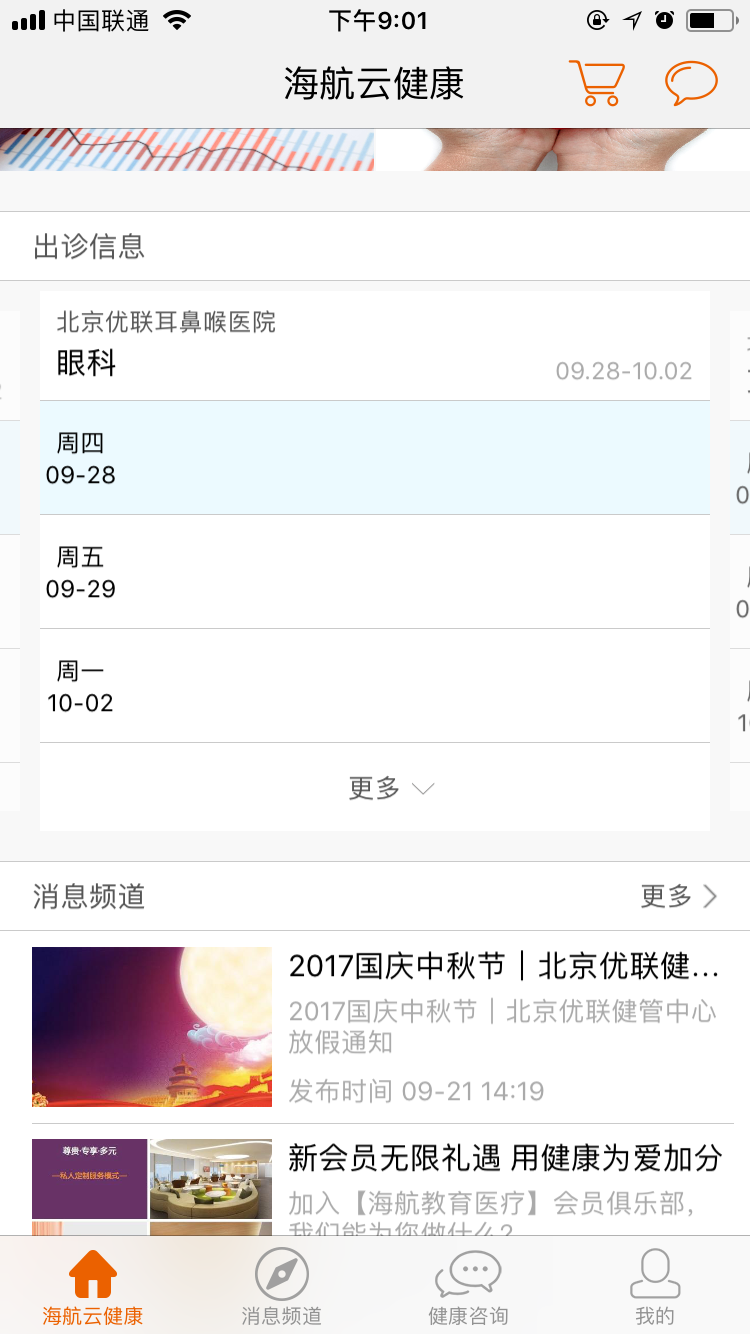 中国联通
下午9:01
海航云健康
出诊信息
北京优联耳鼻喉医院
眼科
09.28-10.02
周四
09-28
周五
09-29
周一
10-02
更多
消息频道
更多
2017国庆中秋节｜北京优联健...
2017国庆中秋节｜北京优联健管中心
放假通知
发布时间 09-21 14:19
尊贵·专享·多元
—私人定制服务模式—
新会员无限礼遇 用健康为爱加分
加入【海航教育医疗】会员俱乐部,
我们能为您做什么?
海航云健康
消息频道
健康咨询
我的